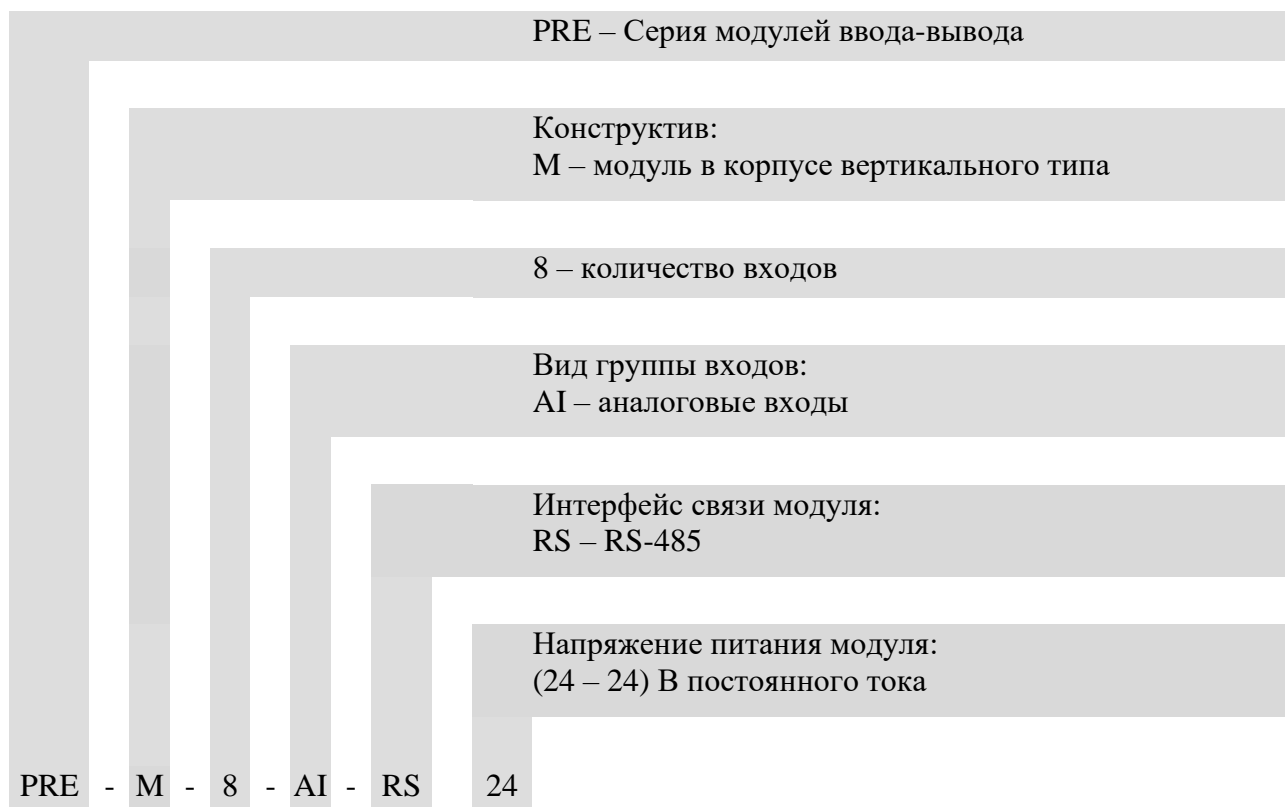 PRE – Серия модулей ввода-вывода
Конструктив:
М – модуль в корпусе вертикального типа
8 – количество входов
Вид группы входов:
AI – аналоговые входы
Интерфейс связи модуля:
RS – RS-485
Напряжение питания модуля:
(24 – 24) В постоянного тока
PRE - М - 8 - AI - RS 24